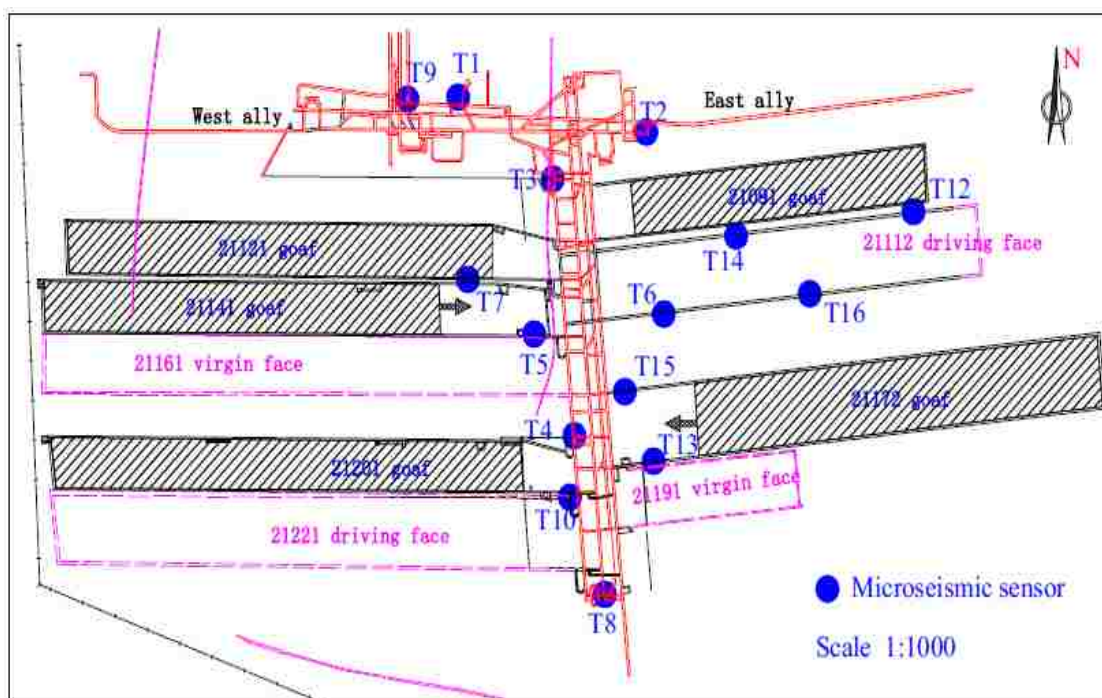 N
T9
T1
West ally
East ally
T2
T3
21091 goaf
T12
21121 goaf
T14
21112 driving face
T7
21141 goaf
T6
T16
T5
21161 virgin face
T15
21172 goaf
T4
T13
21201 goaf
21191 virgin face
T10
21221 driving face
Microseismic sensor
T8
Scale 1:1000